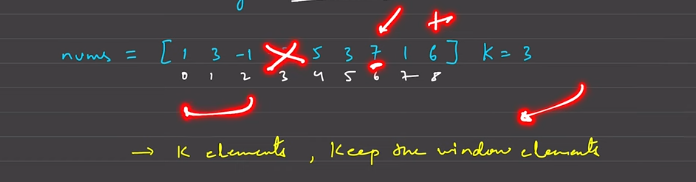 nums = [ 1 3 -1 5 3 7 1 6 ] K = 3
0 1 2 3 4 5 6 7 8
→ K elements, Keep the window elements